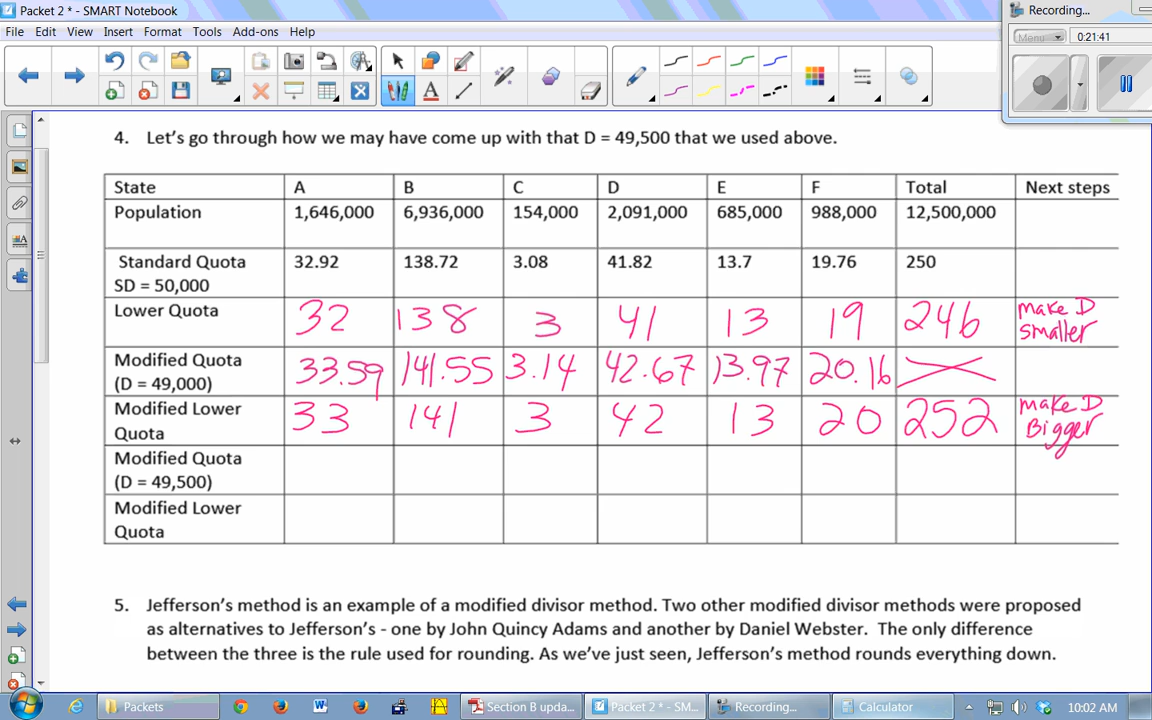 Packet 2 * - SMART Notebook
Recording...
File Edit View Insert Format Tools Add-ons Help
Menu
0:21:41
4. Let's go through how we may have come up with that D = 49,500 that we used above.
State A B C D E F Total Next steps
Population 1,646,000 6,936,000 154,000 2,091,000 685,000 988,000 12,500,000
Standard Quota 32.92 138.72 3.08 41.82 13.7 19.76 250
SD = 50,000
Lower Quota 32 138 3 41 13 19 246 make D
smaller
Modified Quota 33.59 141.55 3.14 42.67 13.97 20.16
(D = 49,000)
Modified Lower 33 141 3 42 13 20 252 make D
Quota Bigger
Modified Quota
(D = 49,500)
Modified Lower
Quota
5. Jefferson's method is an example of a modified divisor method. Two other modified divisor methods were proposed
as alternatives to Jefferson's - one by John Quincy Adams and another by Daniel Webster. The only difference
between the three is the rule used for rounding. As we've just seen, Jefferson's method rounds everything down.
Packets
Section B upda...
Packet 2 * - SM...
Recording...
Calculator
10:02 AM